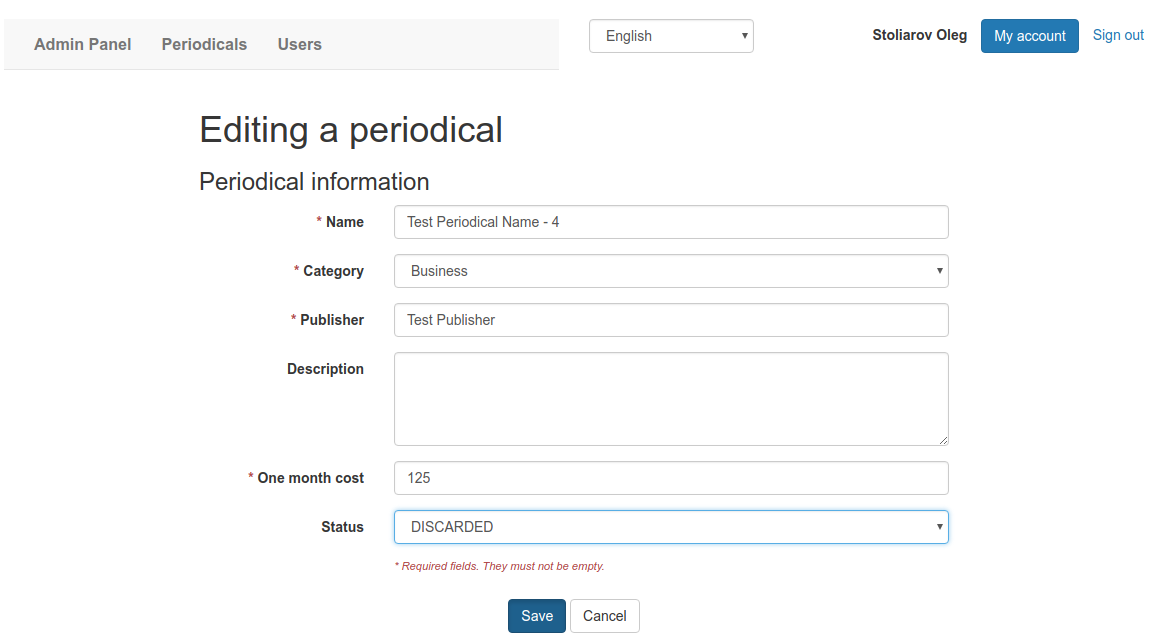 Admin Panel Periodicals Users English Stoliarov Oleg My account Sign out
Editing a periodical
Periodical information
* Name Test Periodical Name - 4
* Category Business
* Publisher Test Publisher
Description
* One month cost 125
Status DISCARDED
* Required fields. They must not be empty.
Save Cancel